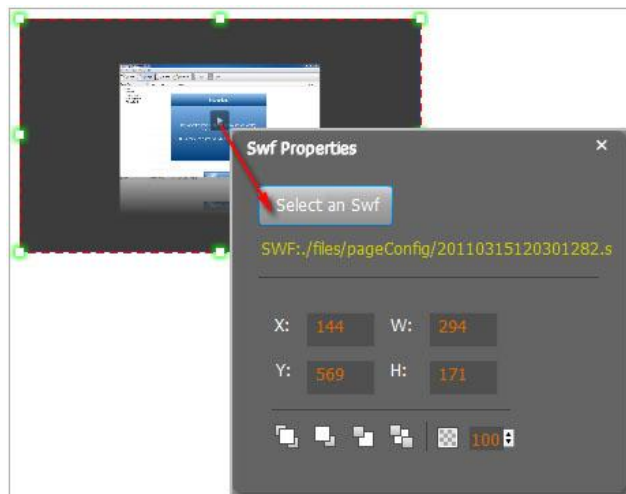 Swf Properties
Select an Swf
SWF:./files/pageConfig/20110315120301282.s
X: 144 W: 294
Y: 569 H: 171
100